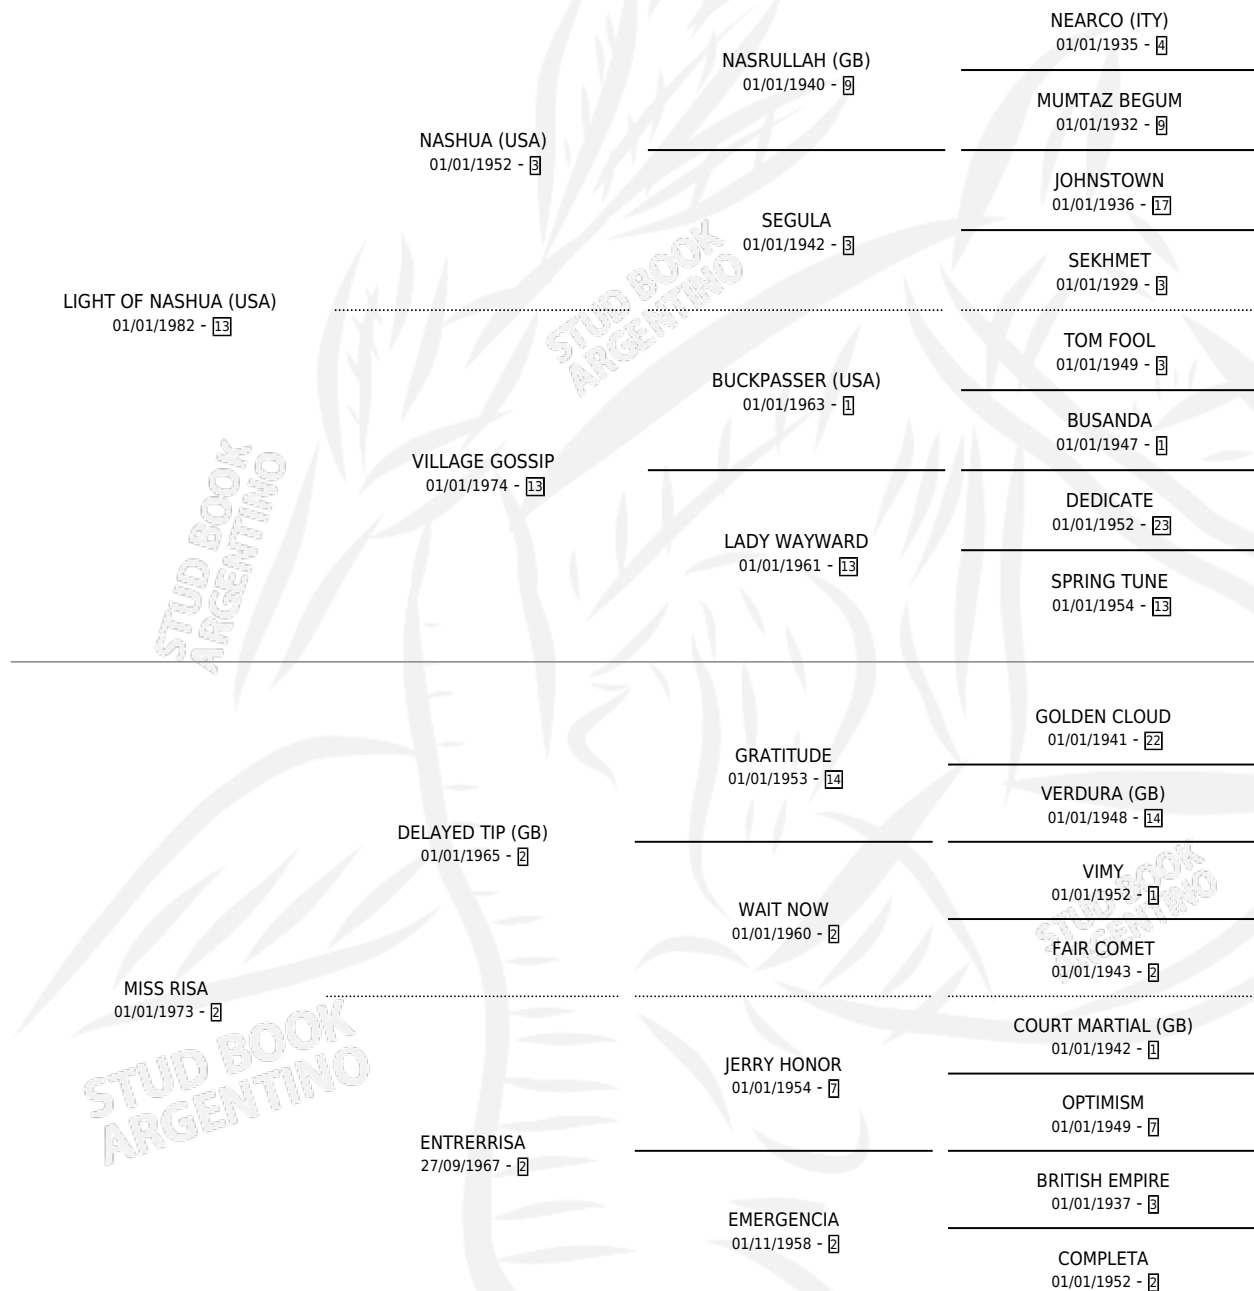 NEARCO (ITY)
01/01/1935 - 4
NASRULLAH (GB)
01/01/1940 - 9
MUMTAZ BEGUM
01/01/1932 - 9
NASHUA (USA)
01/01/1952 - 3
JOHNSTOWN
01/01/1936 - 17
SEGULA
01/01/1942 - 3
SEKHMET
01/01/1929 - 3
LIGHT OF NASHUA (USA)
01/01/1982 - 13
TOM FOOL
01/01/1949 - 3
BUCKPASSER (USA)
01/01/1963 - 1
BUSANDA
01/01/1947 - 1
VILLAGE GOSSIP
01/01/1974 - 13
DEDICATE
01/01/1952 - 23
LADY WAYWARD
01/01/1961 - 13
SPRING TUNE
01/01/1954 - 13
GOLDEN CLOUD
01/01/1941 - 22
GRATITUDE
01/01/1953 - 14
VERDURA (GB)
01/01/1948 - 14
DELAYED TIP (GB)
01/01/1965 - 2
VIMY
01/01/1952 - 1
WAIT NOW
01/01/1960 - 2
FAIR COMET
01/01/1943 - 2
MISS RISA
01/01/1973 - 2
COURT MARTIAL (GB)
01/01/1942 - 1
JERRY HONOR
01/01/1954 - 7
OPTIMISM
01/01/1949 - 7
ENTRERRISA
27/09/1967 - 2
BRITISH EMPIRE
01/01/1937 - 3
EMERGENCIA
01/11/1958 - 2
COMPLETA
01/01/1952 - 2
STUD BOOK
ARGENTINO
STUD BOOK
ARGENTINO
STUD BOOK
ARGENTINO
STUD BOOK
ARGENTINO